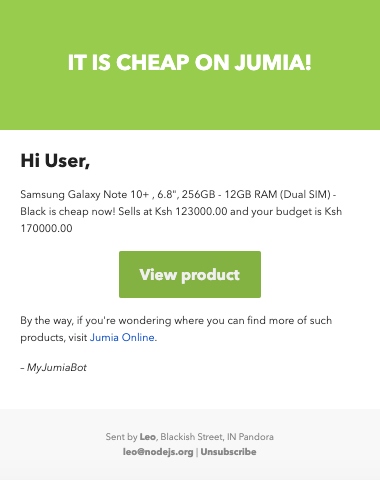 IT IS CHEAP ON JUMIA!
Hi User,
Samsung Galaxy Note 10+ , 6.8", 256GB - 12GB RAM (Dual SIM) -
Black is cheap now! Sells at Ksh 123000.00 and your budget is Ksh
170000.00
View product
By the way, if you're wondering where you can find more of such
products, visit Jumia Online.
– MyJumiaBot
Sent by Leo, Blackish Street, IN Pandora
leo@nodejs.org | Unsubscribe